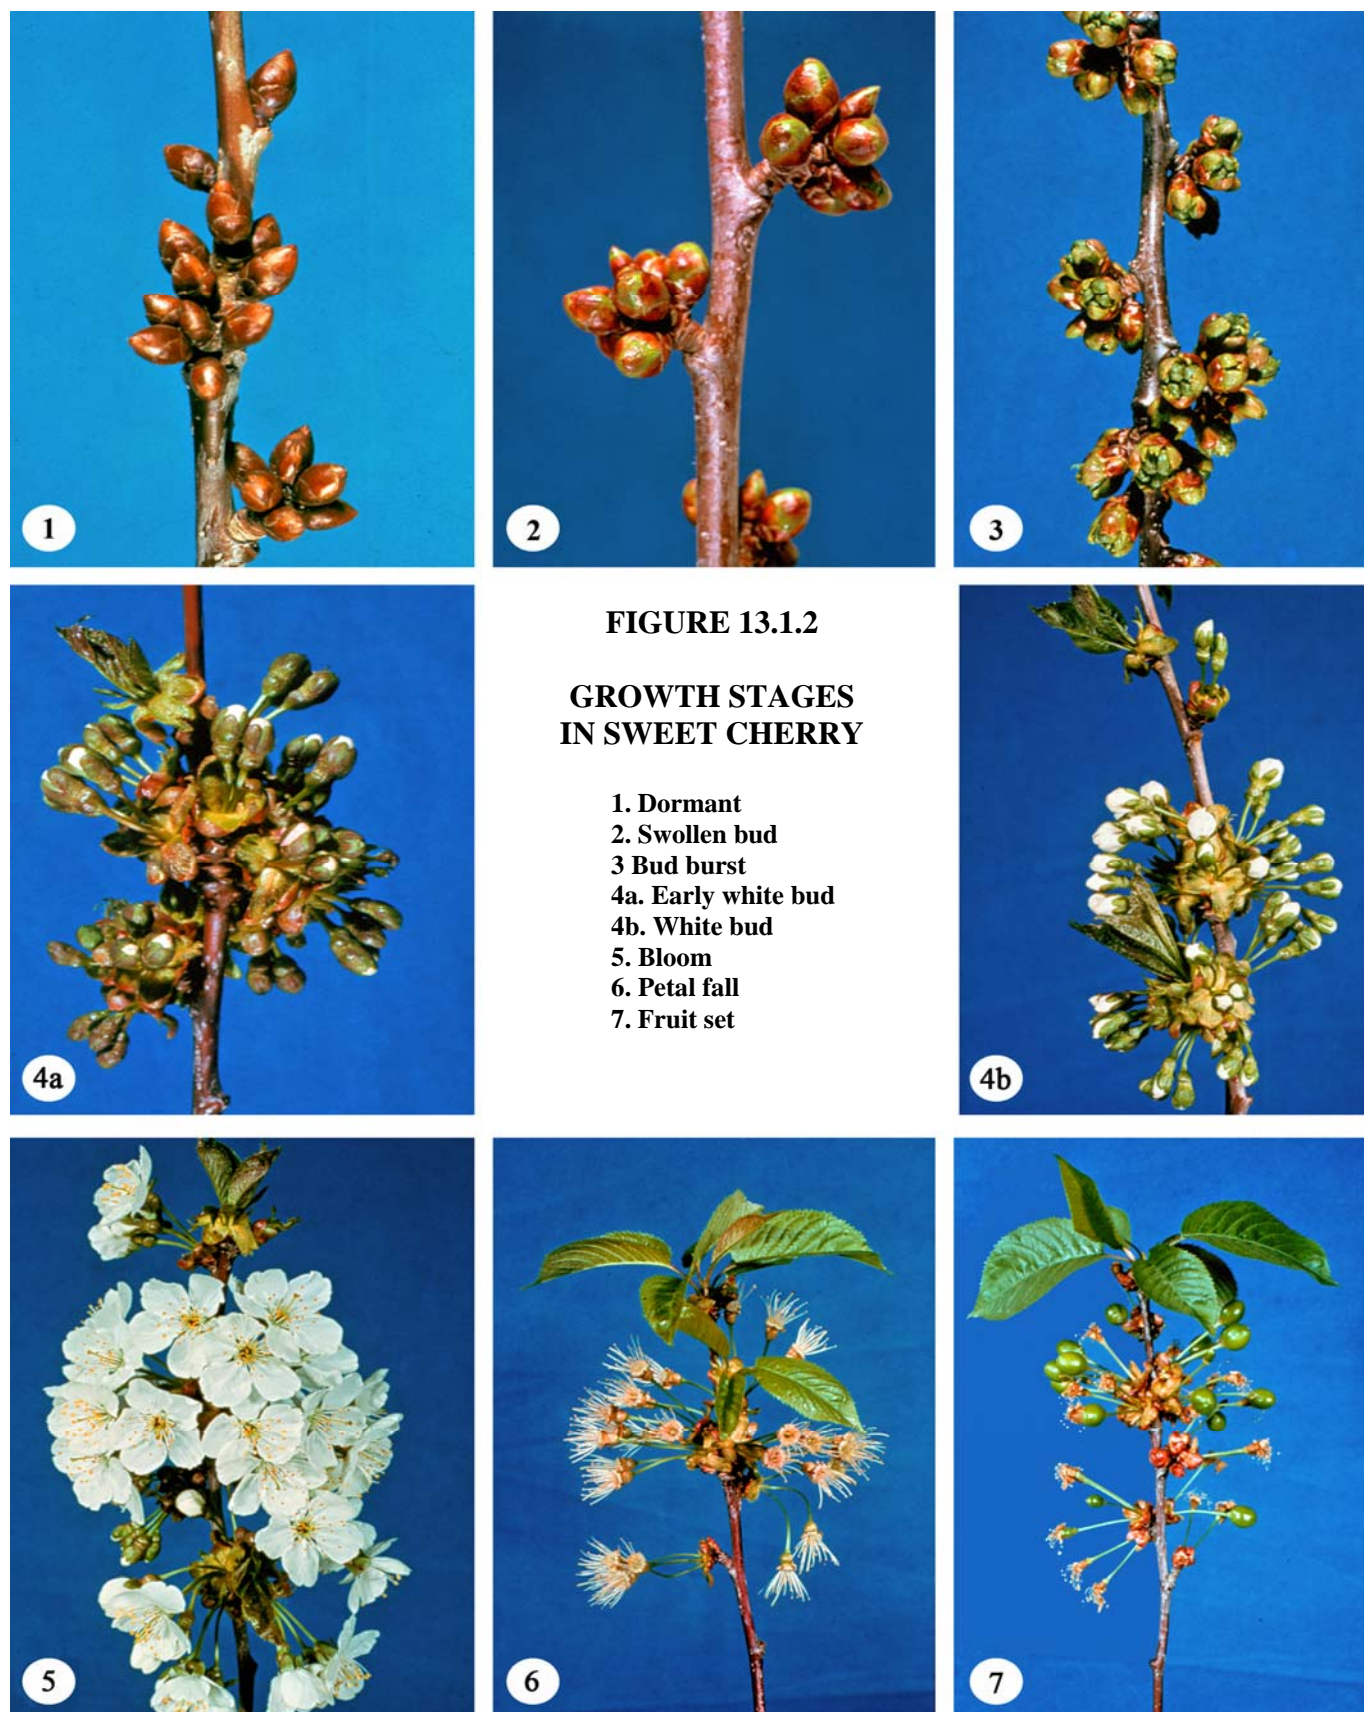 1
2
3
FIGURE 13.1.2
GROWTH STAGES
IN SWEET CHERRY
1. Dormant
2. Swollen bud
3 Bud burst
4a. Early white bud
4b. White bud
5. Bloom
6. Petal fall
7. Fruit set
4a
4b
5
6
7